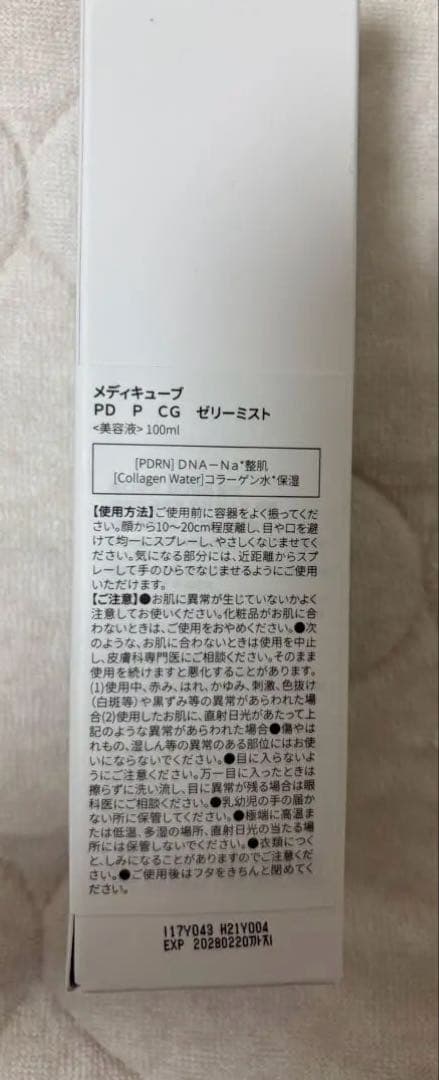 メディキューブ
PD P CG ゼリーミスト
<美容液> 100ml
[PDRN] DNA－Na*整肌
[Collagen Water]コラーゲン水*保湿
【使用方法】ご使用前に容器をよく振ってくだ
さい。顔から10～20cm程度離し、目や口を避
けて均一にスプレーし、やさしくなじませてく
ださい。気になる部分には、近距離からスプ
レーして手のひらでなじませるようにご使用
いただけます。
【ご注意】●お肌に異常が生じていないかよく
注意してお使いください。化粧品がお肌に合
わないときは、ご使用をおやめください。●次
のような、お肌に合わないときは使用を中止
し、皮膚科専門医にご相談ください。そのまま
使用を続けますと悪化することがあります。
(1)使用中、赤み、はれ、かゆみ、刺激、色抜け
(白斑等)や黒ずみ等の異常があらわれた場
合(2)使用したお肌に、直射日光があたって上
記のような異常があらわれた場合●傷やは
れもの、湿しん等の異常のある部位にはお使
いにならないでください。●目に入らないよ
うにご注意ください。万一目に入ったときは
擦らずに洗い流し、目に異常が残る場合は眼
科医にご相談ください。●乳幼児の手の届か
ない所に保管してください。●極端に高温ま
たは低温、多湿の場所、直射日光の当たる場
所には保管しないでください。●衣類につく
と、しみになることがありますのでご注意くだ
さい。●ご使用後はフタをきちんと閉めてく
ださい。
I17Y043 H21Y004
EXP 20280220까지